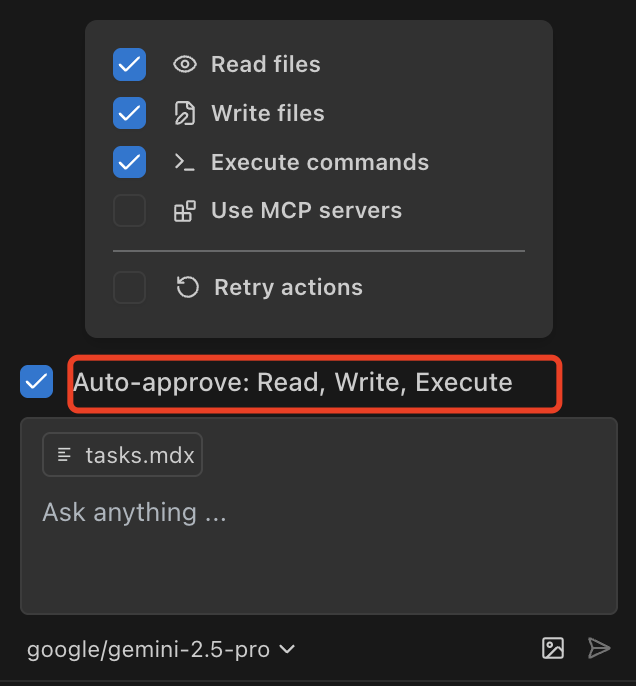 Read files
Write files
Execute commands
Use MCP servers
Retry actions
Auto-approve: Read, Write, Execute
tasks.mdx
Ask anything ...
google/gemini-2.5-pro